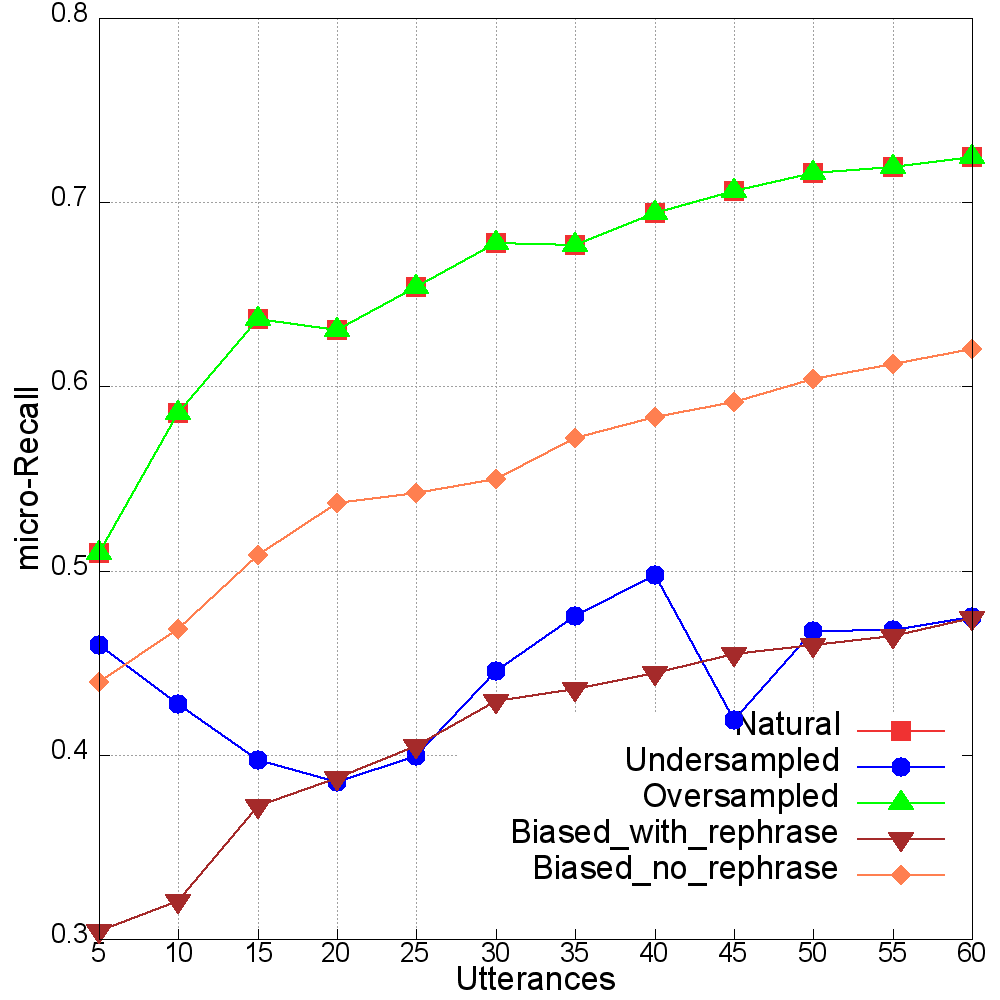 0.8
0.7
0.6
0.5
0.4
0.3
micro-Recall
5 10 15 20 25 30 35 40 45 50 55 60
Utterances
Natural
Undersampled
Oversampled
Biased_with_rephrase
Biased_no_rephrase